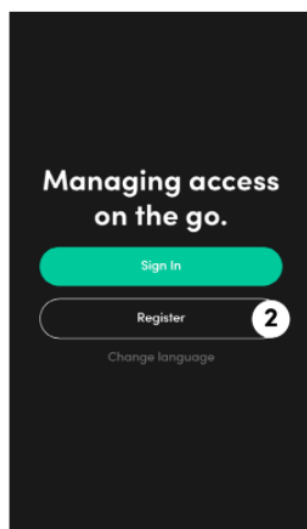 Managing access
on the go.
Sign In
Register 2
Change language